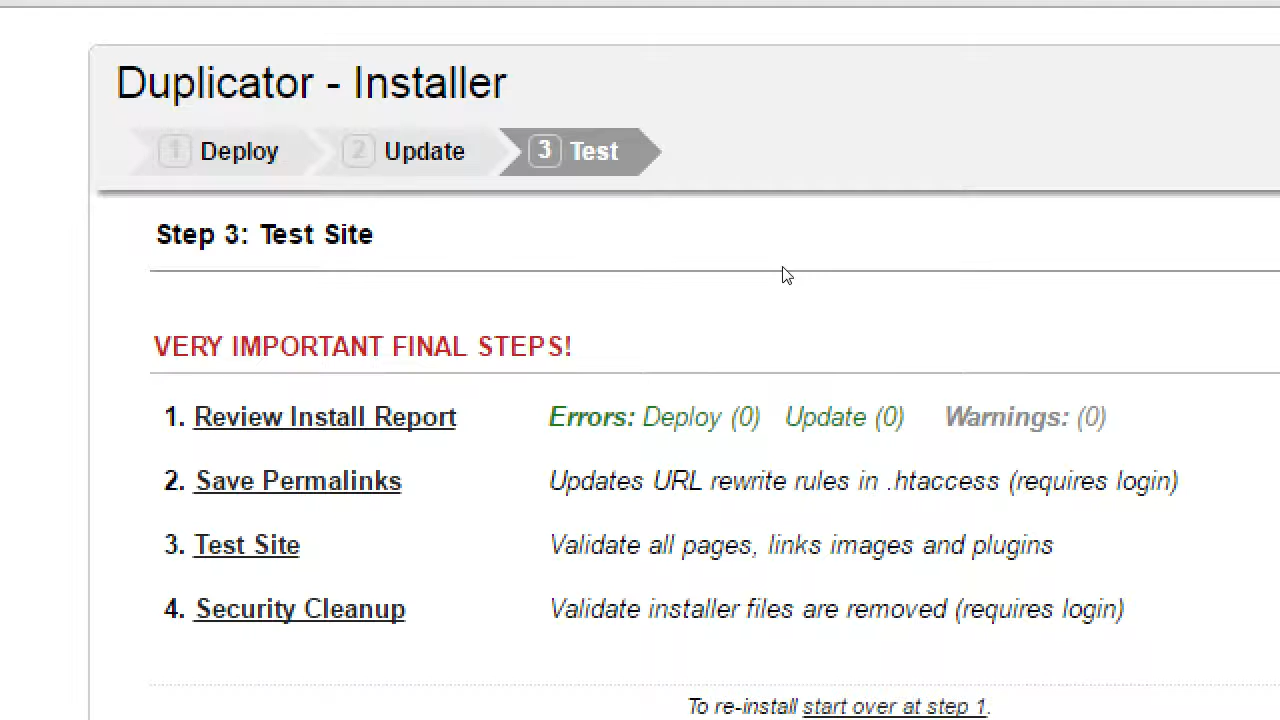 Duplicator - Installer
1 Deploy 2 Update 3 Test
Step 3: Test Site
VERY IMPORTANT FINAL STEPS!
1. Review Install Report Errors: Deploy (0) Update (0) Warnings: (0)
2. Save Permalinks Updates URL rewrite rules in .htaccess (requires login)
3. Test Site Validate all pages, links images and plugins
4. Security Cleanup Validate installer files are removed (requires login)
To re-install start over at step 1.